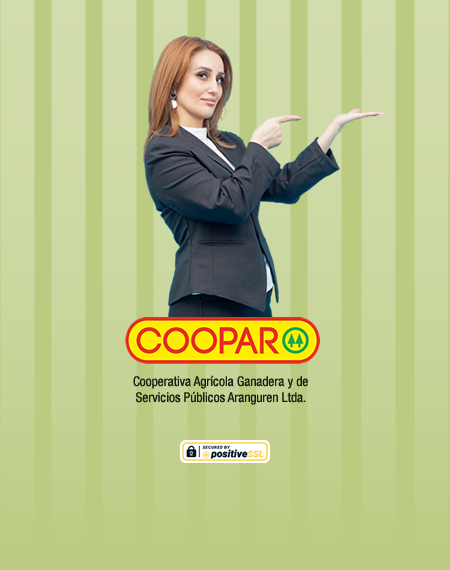 COOPAR
Cooperativa Agrícola Ganadera y de
Servicios Públicos Aranguren Ltda.
SECURED BY
positiveSSL